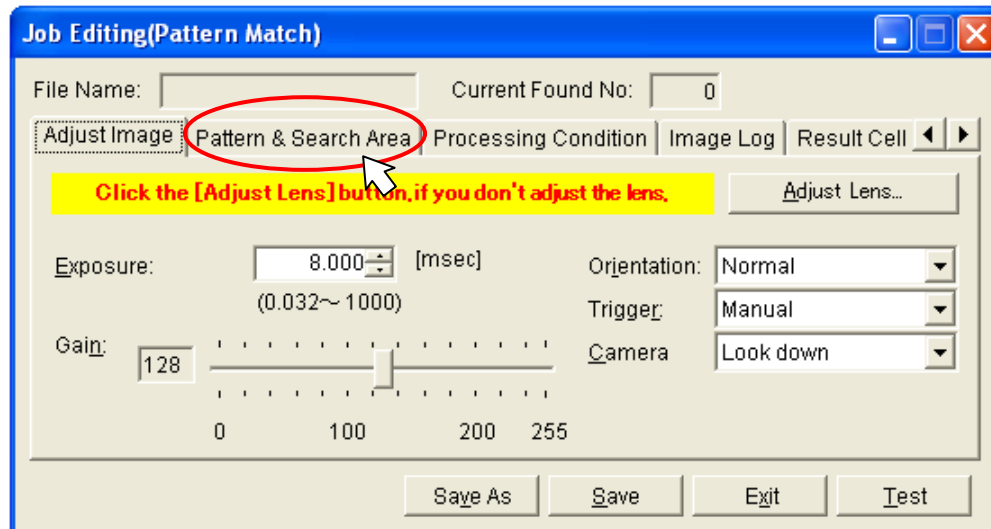 Job Editing(Pattern Match)
File Name: Current Found No: 0
Adjust Image Pattern & Search Area Processing Condition Image Log Result Cell
Click the [Adjust Lens] button, if you don't adjust the lens. Adjust Lens...
Exposure: 8.000 [msec] Orientation: Normal
(0.032～1000) Trigger: Manual
Gain: 128 Camera Look down
0 100 200 255
Save As Save Exit Test